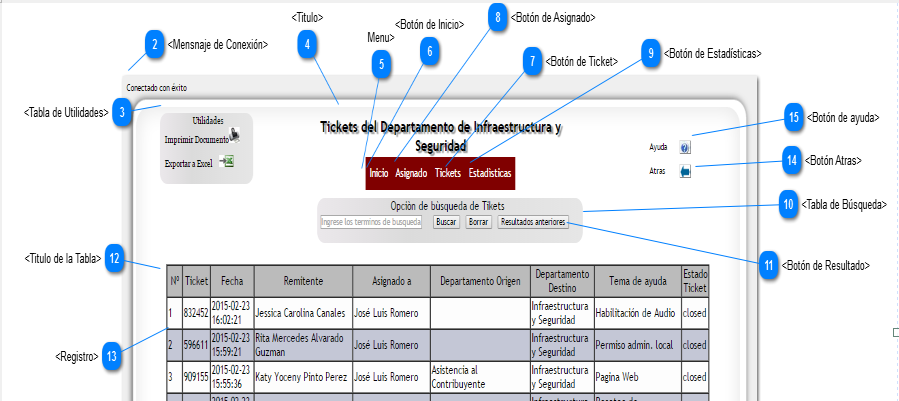 <Titulo>
8 <Botón de Asignado>
<Botón de Inicio>
Menu>
2 <Mensnaje de Conexión>
4
5
6
7 <Botón de Ticket>
9 <Botón de Estadísticas>
Conectado con éxito
<Tabla de Utilidades> 3
Utilidades
Imprimir Documento
Exportar a Excel
Tickets del Departamento de Infraestructura y
Seguridad
Inicio Asignado Tickets Estadisticas
15 <Botón de ayuda>
Ayuda
14 <Botón Atras>
Atras
Opciòn de bùsqueda de Tikets
Ingrese los terminos de busqueda Buscar Borrar Resultados anteriores
10 <Tabla de Búsqueda>
<Titulo de la Tabla> 12
11 <Botón de Resultado>
Nº Ticket Fecha Remitente Asignado a Departamento Origen Departamento Destino Tema de ayuda Estado Ticket
1 832452 2015-02-23 16:02:21 Jessica Carolina Canales José Luis Romero Infraestructura y Seguridad Habilitación de Audio closed
2 596611 2015-02-23 15:59:21 Rita Mercedes Alvarado Guzman José Luis Romero Infraestructura y Seguridad Permiso admin. local closed
<Registro> 13
3 909155 2015-02-23 15:55:36 Katy Yoceny Pinto Perez José Luis Romero Asistencia al Contribuyente Infraestructura y Seguridad Pagina Web closed